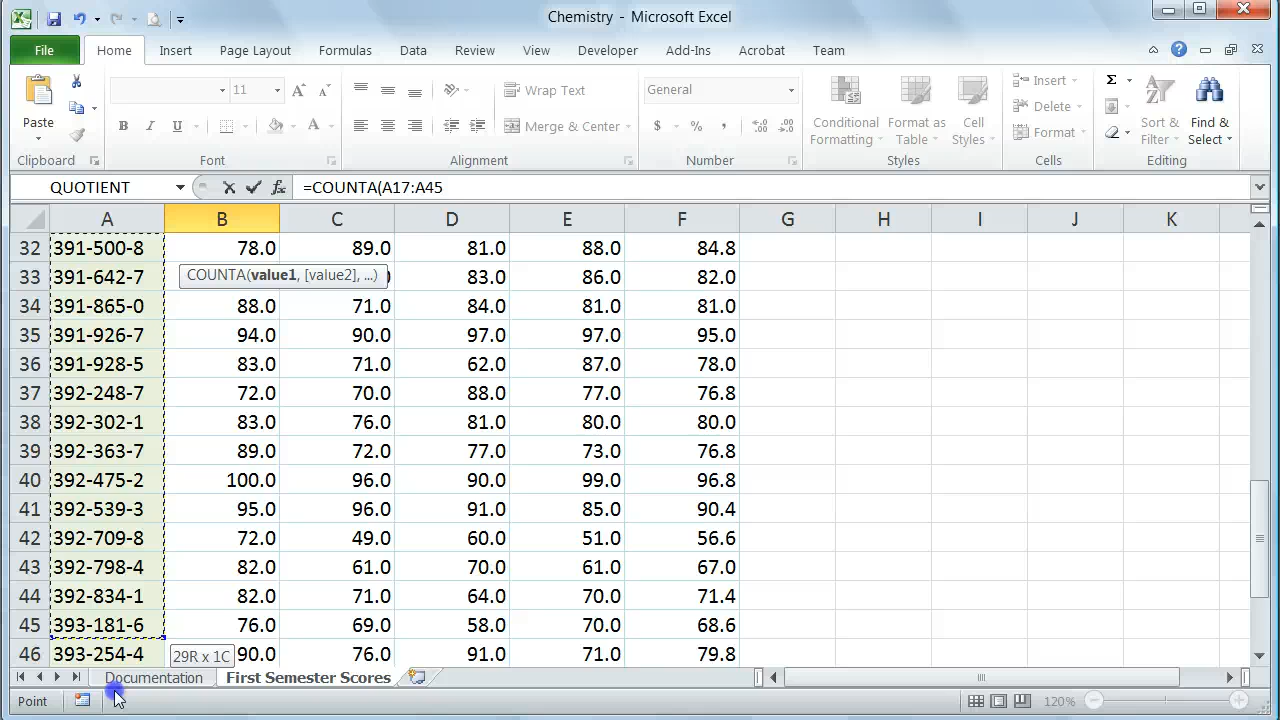 Chemistry - Microsoft Excel
File Home Insert Page Layout Formulas Data Review View Developer Add-Ins Acrobat Team
Paste
Clipboard
11
B I U A
Font
Wrap Text
Merge & Center
Alignment
General
$ % ,
Number
Conditional Formatting
Format as Table
Cell Styles
Styles
Insert
Delete
Format
Cells
Σ
Sort & Filter
Find & Select
Editing
QUOTIENT fx =COUNTA(A17:A45
A B C D E F G H I J K
32 391-500-8 78.0 89.0 81.0 88.0 84.8
33 391-642-7 83.0 86.0 82.0
COUNTA(value1, [value2], ...)
34 391-865-0 88.0 71.0 84.0 81.0 81.0
35 391-926-7 94.0 90.0 97.0 97.0 95.0
36 391-928-5 83.0 71.0 62.0 87.0 78.0
37 392-248-7 72.0 70.0 88.0 77.0 76.8
38 392-302-1 83.0 76.0 81.0 80.0 80.0
39 392-363-7 89.0 72.0 77.0 73.0 76.8
40 392-475-2 100.0 96.0 90.0 99.0 96.8
41 392-539-3 95.0 96.0 91.0 85.0 90.4
42 392-709-8 72.0 49.0 60.0 51.0 56.6
43 392-798-4 82.0 61.0 70.0 61.0 67.0
44 392-834-1 82.0 71.0 64.0 70.0 71.4
45 393-181-6 76.0 69.0 58.0 70.0 68.6
46 393-254-4 90.0 76.0 91.0 71.0 79.8
29R x 1C
Documentation First Semester Scores
Point 120%